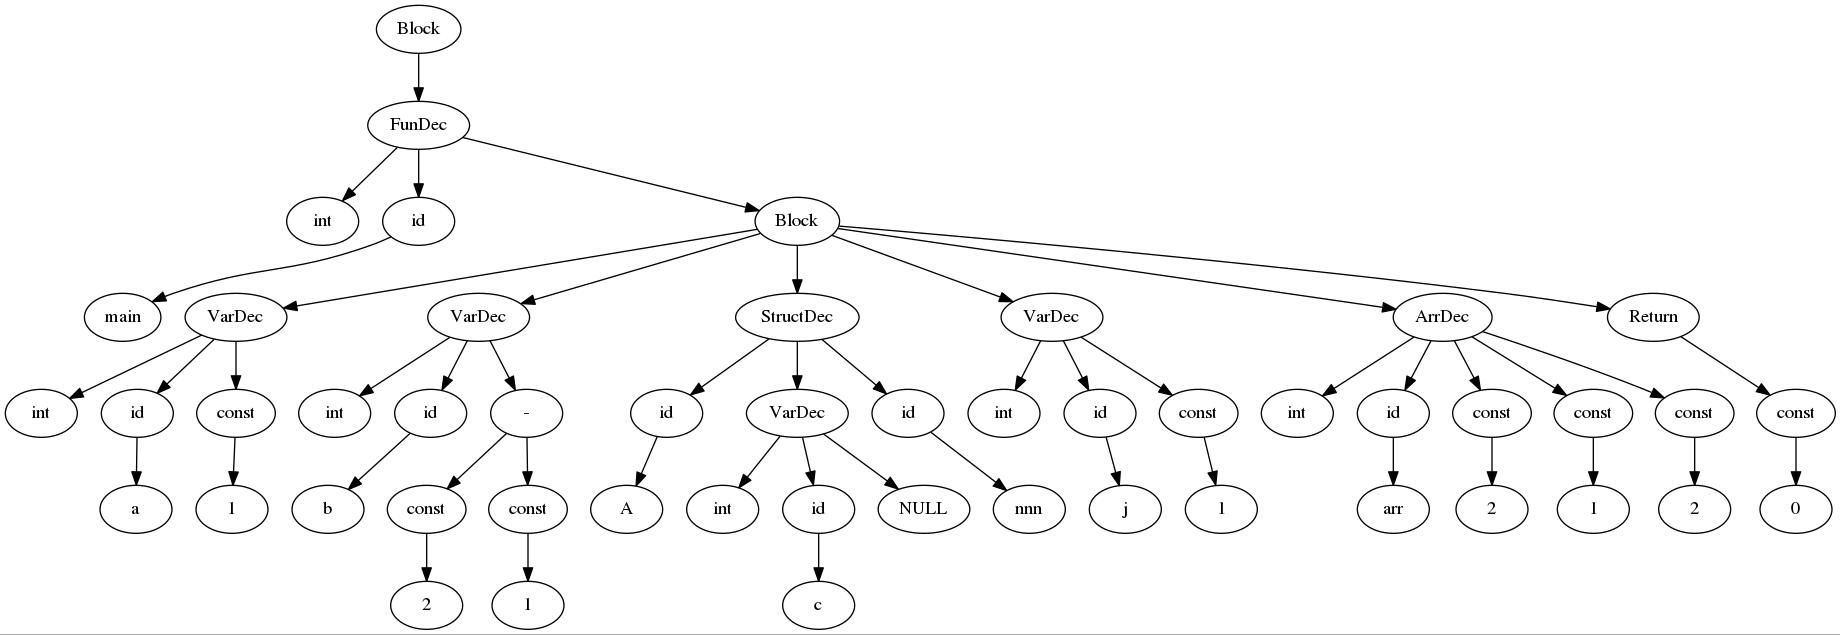 Block
FunDec
int id Block
main VarDec VarDec StructDec VarDec ArrDec Return
int id const int id - id VarDec id int id const int id const const const const
a 1 b const const A int id NULL nnn j 1 arr 2 1 2 0
2 1 c